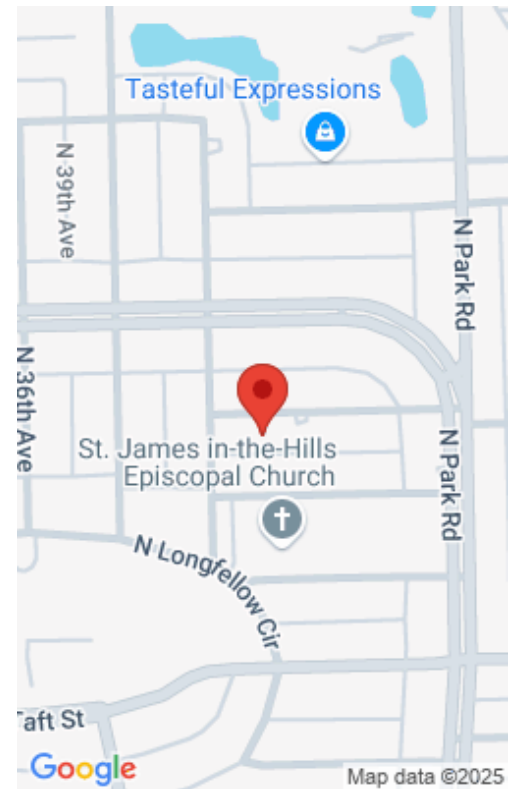 Tasteful Expressions
N 39th Ave
N Park Rd
N 36th Ave
St. James in-the-Hills
Episcopal Church
N Park Rd
N Longfellow Cir
Taft St
Google
Map data ©2025